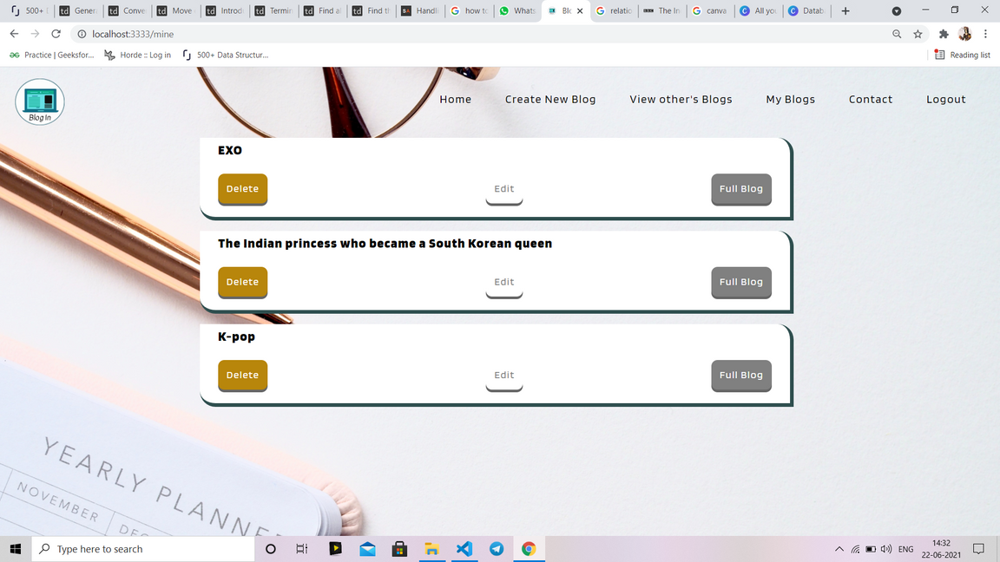 500+
Gener
Conve
Move
Introdu
Termin
Find al
Find th
Handli
how to
Whats
Blo
relatio
The In
canva
All you
Datab
localhost:3333/mine
Practice | Geeksfor...
Horde :: Log in
500+ Data Structur...
Reading list
Blog In
Home
Create New Blog
View other's Blogs
My Blogs
Contact
Logout
EXO
Delete
Edit
Full Blog
The Indian princess who became a South Korean queen
Delete
Edit
Full Blog
K-pop
Delete
Edit
Full Blog
YEARLY PLANNE
NOVEMBER
DEC
Type here to search
ENG
14:32
22-06-2021